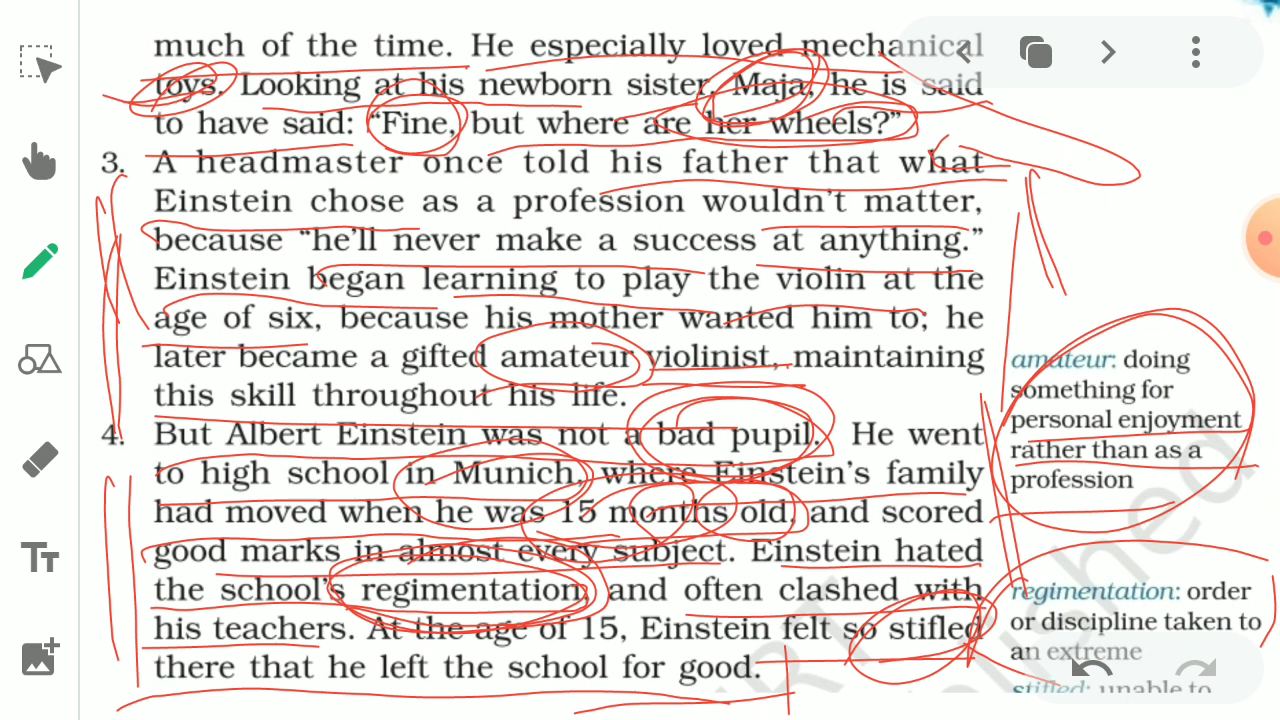 much of the time. He especially loved mechanical
toys. Looking at his newborn sister, Maja, he is said
to have said: “Fine, but where are her wheels?”
3. A headmaster once told his father that what
Einstein chose as a profession wouldn’t matter,
because “he’ll never make a success at anything.”
Einstein began learning to play the violin at the
age of six, because his mother wanted him to; he
later became a gifted amateur violinist, maintaining
this skill throughout his life.
4. But Albert Einstein was not a bad pupil. He went
to high school in Munich, where Einstein’s family
had moved when he was 15 months old, and scored
good marks in almost every subject. Einstein hated
the school’s regimentation, and often clashed with
his teachers. At the age of 15, Einstein felt so stifled
there that he left the school for good.
amateur: doing
something for
personal enjoyment
rather than as a
profession
regimentation: order
or discipline taken to
an extreme
stifled: unable to
Tт